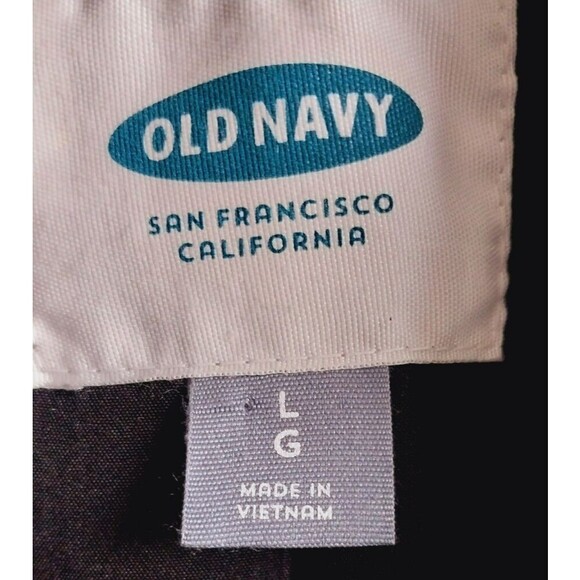 OLD NAVY
SAN FRANCISCO
CALIFORNIA
L
G
MADE IN
VIETNAM